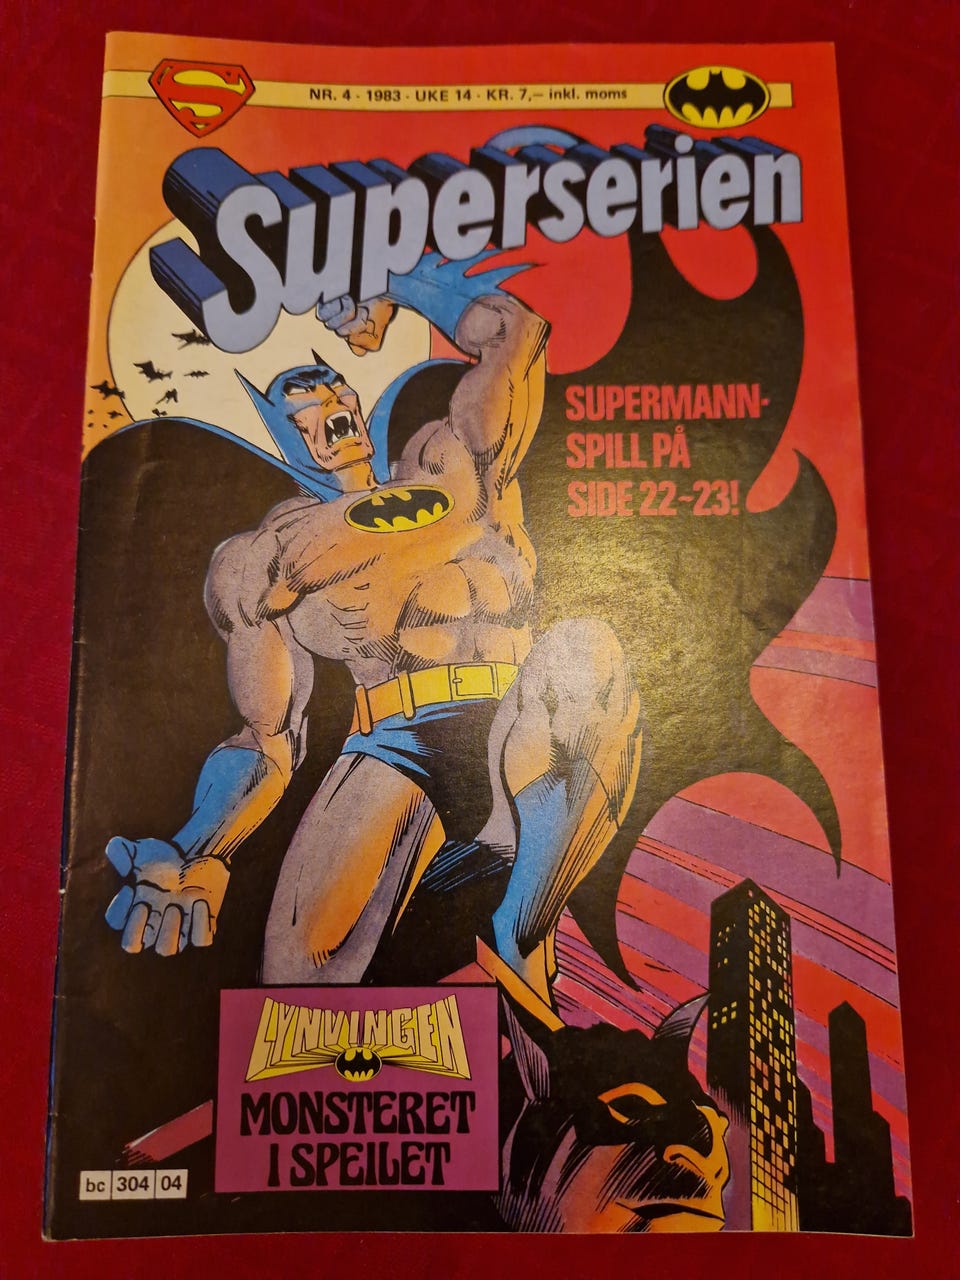 S
NR. 4 - 1983 - UKE 14 - KR. 7,— inkl. moms
Superserien
SUPERMANN-
SPILL PÅ
SIDE 22-23!
LYNVINGEN
MONSTERET
I SPEILET
bc 304 04